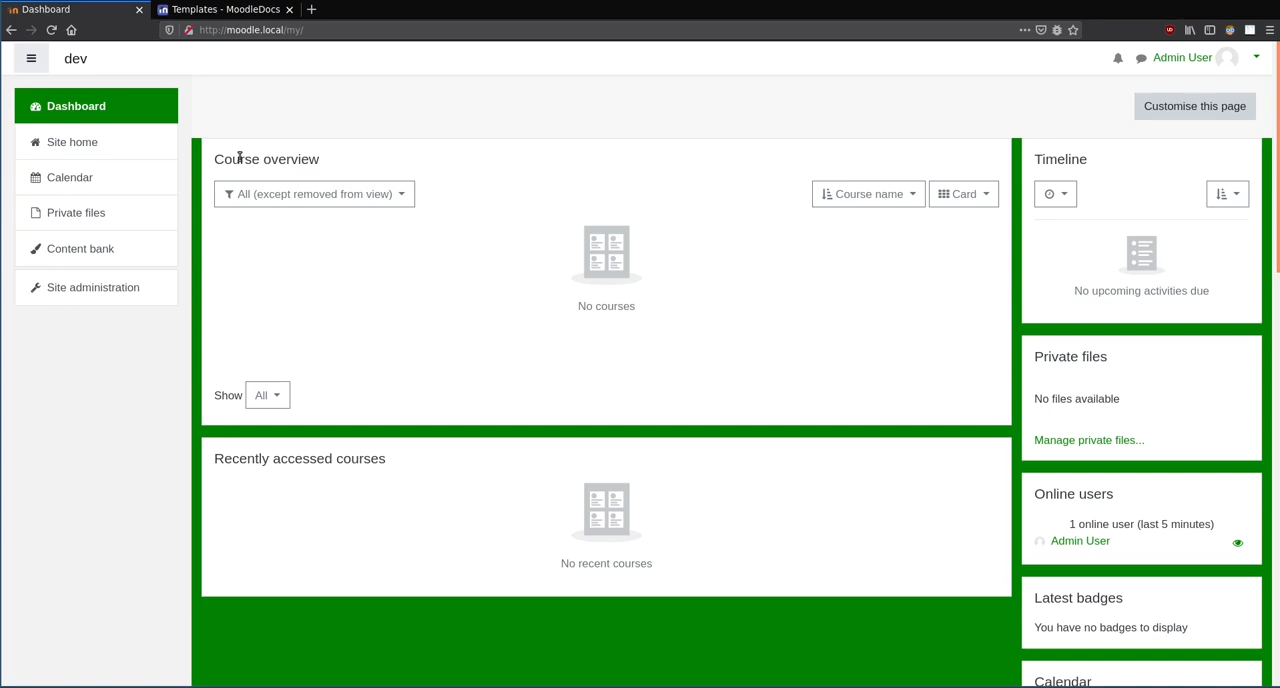 Dashboard
Templates - MoodleDocs
http://moodle.local/my/
dev
Admin User
Dashboard
Site home
Calendar
Private files
Content bank
Site administration
Customise this page
Course overview
All (except removed from view)
Course name
Card
No courses
Show All
Recently accessed courses
No recent courses
Timeline
No upcoming activities due
Private files
No files available
Manage private files...
Online users
1 online user (last 5 minutes)
Admin User
Latest badges
You have no badges to display
Calendar